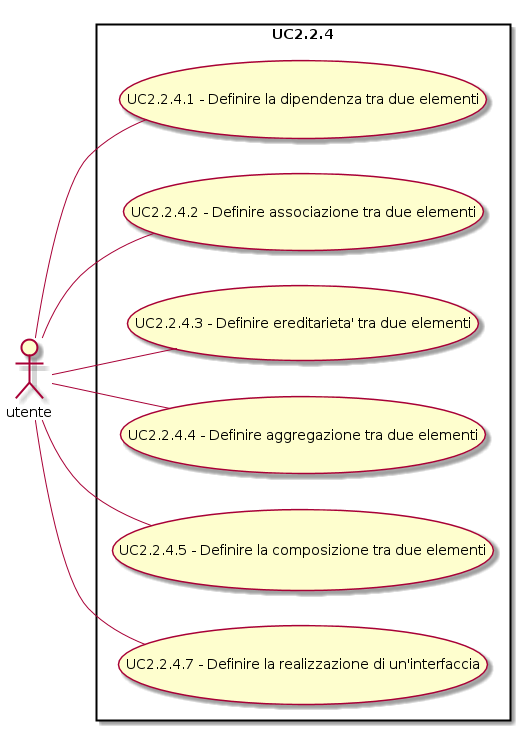 UC2.2.4
UC2.2.4.1 - Definire la dipendenza tra due elementi
UC2.2.4.2 - Definire associazione tra due elementi
UC2.2.4.3 - Definire ereditarieta' tra due elementi
utente
UC2.2.4.4 - Definire aggregazione tra due elementi
UC2.2.4.5 - Definire la composizione tra due elementi
UC2.2.4.7 - Definire la realizzazione di un'interfaccia